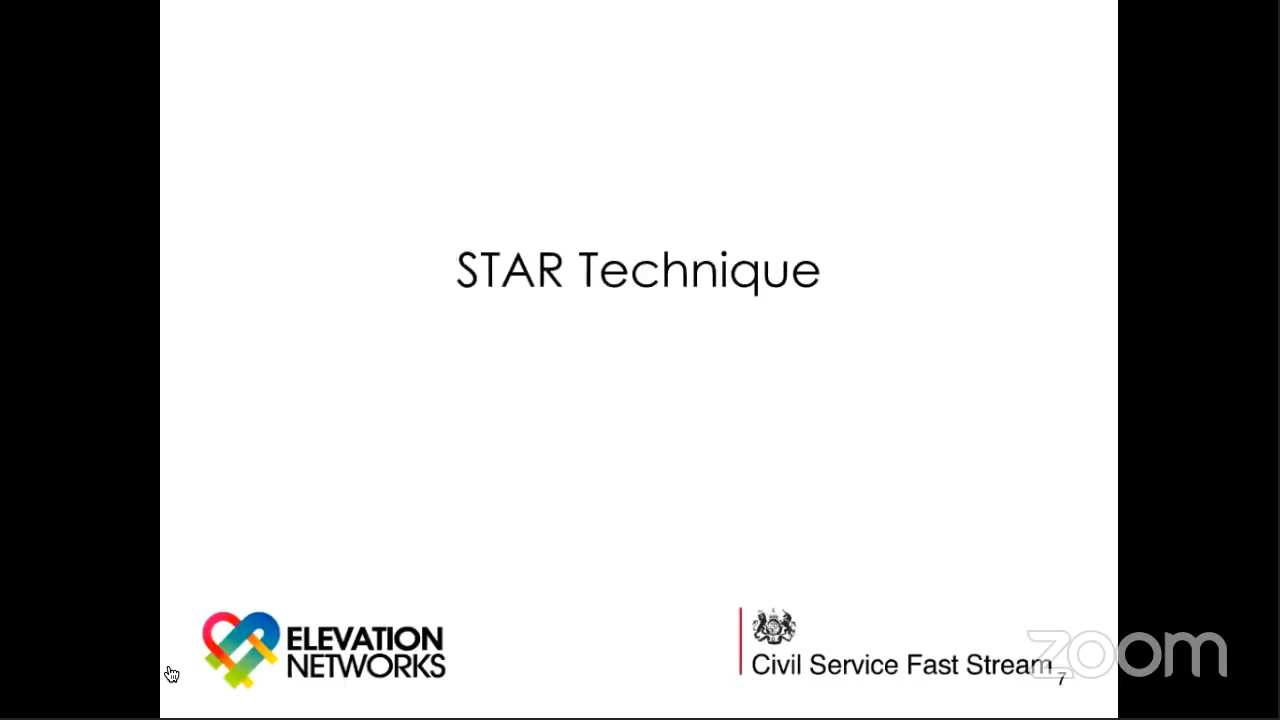 STAR Technique
ELEVATION
NETWORKS
Civil Service Fast Stream
7
zoom